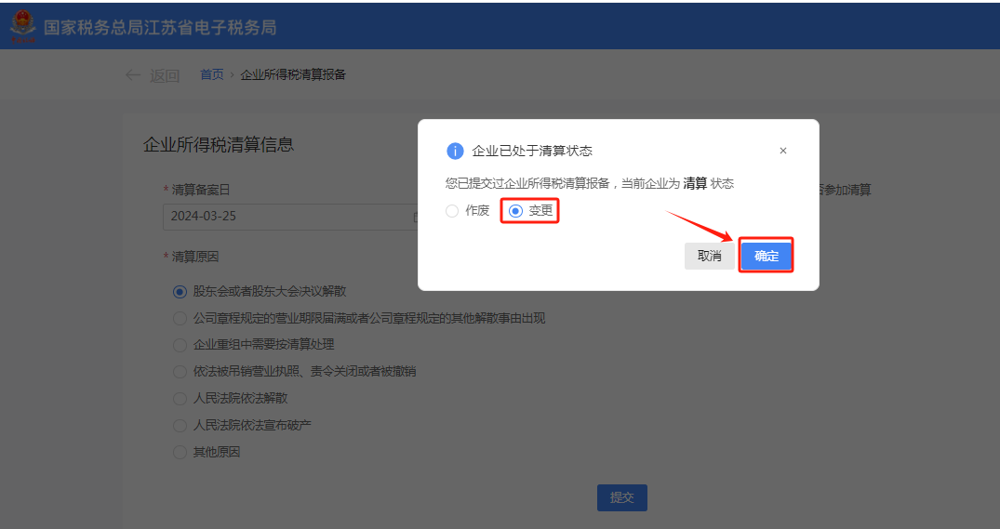 国家税务总局江苏省电子税务局
返回 首页 › 企业所得税清算报备
企业所得税清算信息
企业已处于清算状态 ×
您已提交过企业所得税清算报备，当前企业为 清算 状态
作废 变更
取消 确定
* 清算备案日
否参加清算
2024-03-25
* 清算原因
股东会或者股东大会决议解散
公司章程规定的营业期限届满或者公司章程规定的其他解散事由出现
企业重组中需要按清算处理
依法被吊销营业执照、责令关闭或者被撤销
人民法院依法解散
人民法院依法宣布破产
其他原因
提交